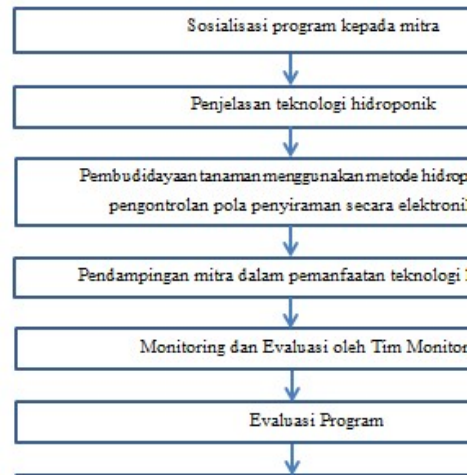 Sosialisasi program kepada mitra
Penjelasan teknologi hidroponik
Pembudidayaan tanaman menggunakan metode
pengontrolan pola penyiraman secara
Pendampingan mitra dalam pemanfaatan teknologi
Monitoring dan Evaluasi oleh Tim
Evaluasi Program